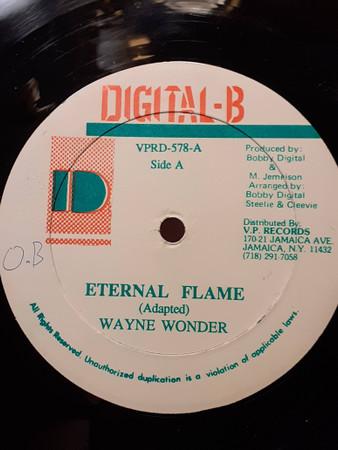 DIGITAL-B
VPRD-578-A
Side A
Produced by:
Bobby Digital
&
M. Jemmison
Arranged by:
Bobby Digital
Steelie & Cleevie
Distributed By:
V.P. RECORDS
170-21 JAMAICA AVE.
JAMAICA, N.Y. 11432
(718) 291-7058
D
O.B
ETERNAL FLAME
(Adapted)
WAYNE WONDER
All Rights Reserved Unauthorized duplication is a violation of applicable laws.